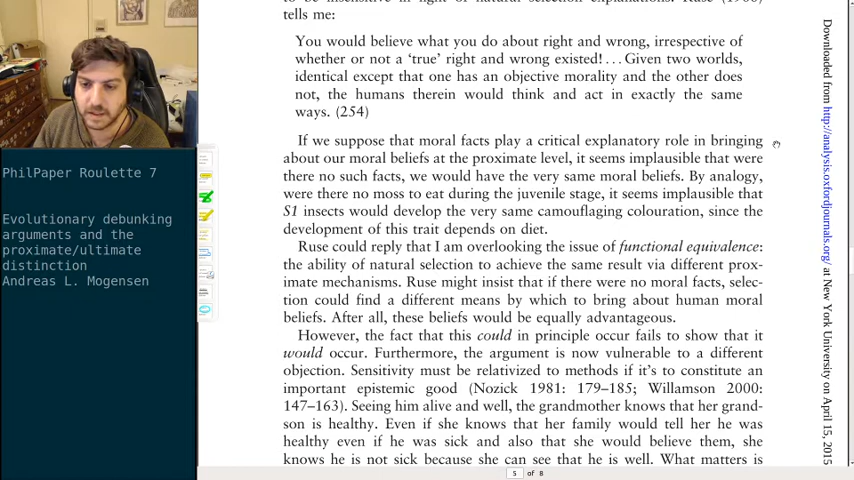 to be insensitive in light of natural selection explanations. Ruse (1986)
tells me:
You would believe what you do about right and wrong, irrespective of
whether or not a ‘true’ right and wrong existed! … Given two worlds,
identical except that one has an objective morality and the other does
not, the humans therein would think and act in exactly the same
ways. (254)
If we suppose that moral facts play a critical explanatory role in bringing
about our moral beliefs at the proximate level, it seems implausible that were
there no such facts, we would have the very same moral beliefs. By analogy,
were there no moss to eat during the juvenile stage, it seems implausible that
S1 insects would develop the very same camouflaging colouration, since the
development of this trait depends on diet.
Ruse could reply that I am overlooking the issue of functional equivalence:
the ability of natural selection to achieve the same result via different prox-
imate mechanisms. Ruse might insist that if there were no moral facts, selec-
tion could find a different means by which to bring about human moral
beliefs. After all, these beliefs would be equally advantageous.
However, the fact that this could in principle occur fails to show that it
would occur. Furthermore, the argument is now vulnerable to a different
objection. Sensitivity must be relativized to methods if it’s to constitute an
important epistemic good (Nozick 1981: 179–185; Willamson 2000:
147–163). Seeing him alive and well, the grandmother knows that her grand-
son is healthy. Even if she knows that her family would tell her he was
healthy even if he was sick and also that she would believe them, she
knows he is not sick because she can see that he is well. What matters is
PhilPaper Roulette 7
Evolutionary debunking
arguments and the
proximate/ultimate
distinction
Andreas L. Mogensen
Downloaded from http://analysis.oxfordjournals.org/ at New York University on April 15, 2015
5 of 8